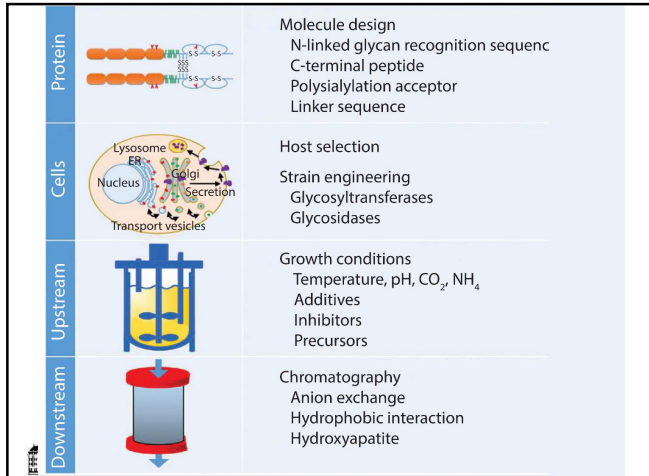 Protein
S-S
S-S
SSS
SSS
S-S
S-S
Molecule design
N-linked glycan recognition sequenc
C-terminal peptide
Polysialylation acceptor
Linker sequence
Cells
Lysosome
ER
Nucleus
Golgi
Secretion
Transport vesicles
Host selection
Strain engineering
Glycosyltransferases
Glycosidases
Upstream
Growth conditions
Temperature, pH, CO₂, NH₄
Additives
Inhibitors
Precursors
Downstream
Chromatography
Anion exchange
Hydrophobic interaction
Hydroxyapatite